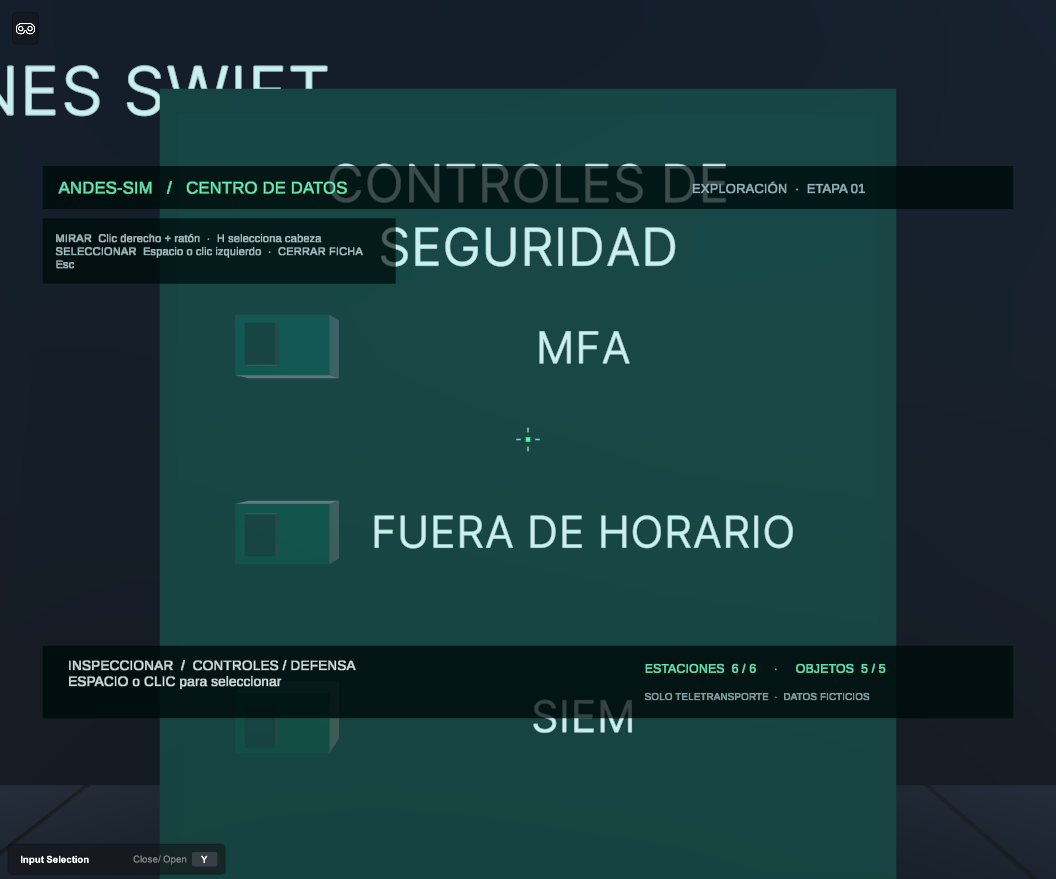 NES SWIFT
CONTROLES DE
ANDES-SIM / CENTRO DE DATOS
EXPLORACIÓN · ETAPA 01
MIRAR Clic derecho + ratón · H selecciona cabeza
SELECCIONAR Espacio o clic izquierdo · CERRAR FICHA
Esc
SEGURIDAD
MFA
FUERA DE HORARIO
INSPECCIONAR / CONTROLES / DEFENSA
ESPACIO o CLIC para seleccionar
ESTACIONES 6 / 6 · OBJETOS 5 / 5
SOLO TELETRANSPORTE · DATOS FICTICIOS
SIEM
Input Selection Close/ Open Y